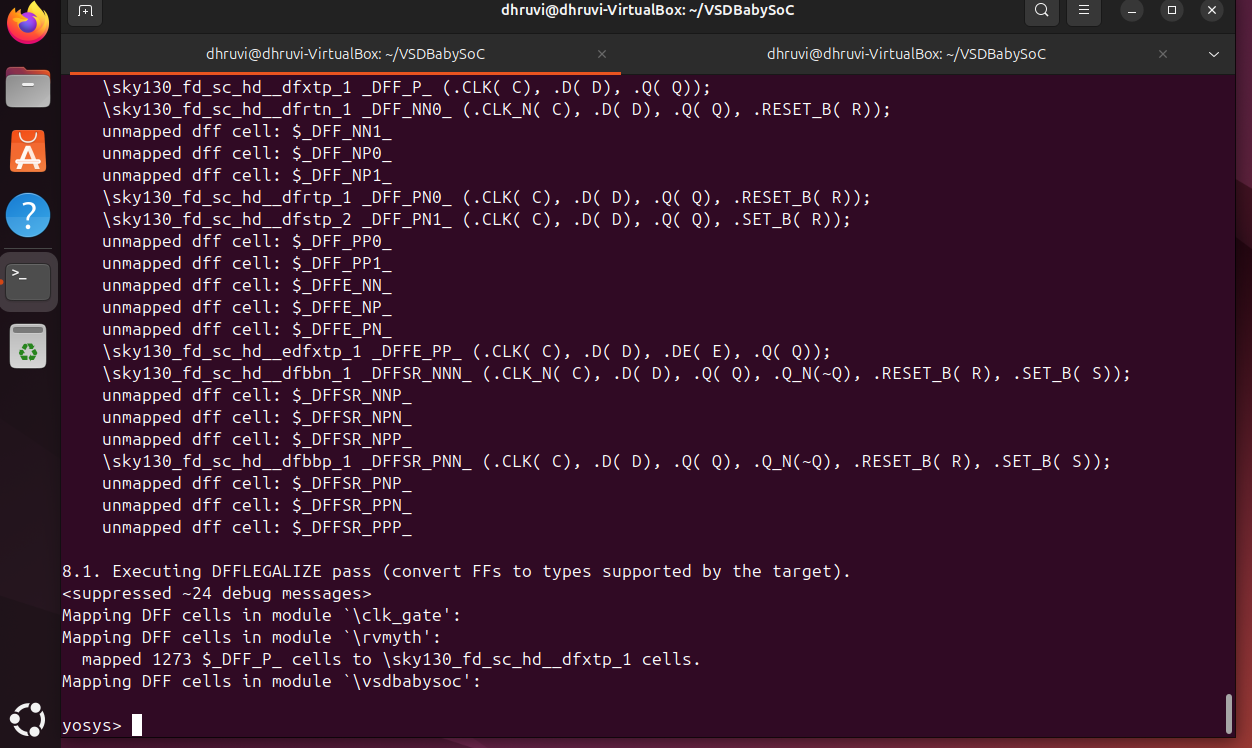 dhruvi@dhruvi-VirtualBox: ~/VSDBabySoC
dhruvi@dhruvi-VirtualBox: ~/VSDBabySoC
dhruvi@dhruvi-VirtualBox: ~/VSDBabySoC
\sky130_fd_sc_hd__dfxtp_1 _DFF_P_ (.CLK( C), .D( D), .Q( Q));
\sky130_fd_sc_hd__dfrtn_1 _DFF_NN0_ (.CLK_N( C), .D( D), .Q( Q), .RESET_B( R));
unmapped dff cell: $_DFF_NN1_
unmapped dff cell: $_DFF_NP0_
unmapped dff cell: $_DFF_NP1_
\sky130_fd_sc_hd__dfrtp_1 _DFF_PN0_ (.CLK( C), .D( D), .Q( Q), .RESET_B( R));
\sky130_fd_sc_hd__dfstp_2 _DFF_PN1_ (.CLK( C), .D( D), .Q( Q), .SET_B( R));
unmapped dff cell: $_DFF_PP0_
unmapped dff cell: $_DFF_PP1_
unmapped dff cell: $_DFFE_NN_
unmapped dff cell: $_DFFE_NP_
unmapped dff cell: $_DFFE_PN_
\sky130_fd_sc_hd__edfxtp_1 _DFFE_PP_ (.CLK( C), .D( D), .DE( E), .Q( Q));
\sky130_fd_sc_hd__dfbbn_1 _DFFSR_NNN_ (.CLK_N( C), .D( D), .Q( Q), .Q_N(~Q), .RESET_B( R), .SET_B( S));
unmapped dff cell: $_DFFSR_NNP_
unmapped dff cell: $_DFFSR_NPN_
unmapped dff cell: $_DFFSR_NPP_
\sky130_fd_sc_hd__dfbbp_1 _DFFSR_PNN_ (.CLK( C), .D( D), .Q( Q), .Q_N(~Q), .RESET_B( R), .SET_B( S));
unmapped dff cell: $_DFFSR_PNP_
unmapped dff cell: $_DFFSR_PPN_
unmapped dff cell: $_DFFSR_PPP_
8.1. Executing DFFLEGALIZE pass (convert FFs to types supported by the target).
<suppressed ~24 debug messages>
Mapping DFF cells in module `\clk_gate':
Mapping DFF cells in module `\rvmyth':
mapped 1273 $_DFF_P_ cells to \sky130_fd_sc_hd__dfxtp_1 cells.
Mapping DFF cells in module `\vsdbabysoc':
yosys>